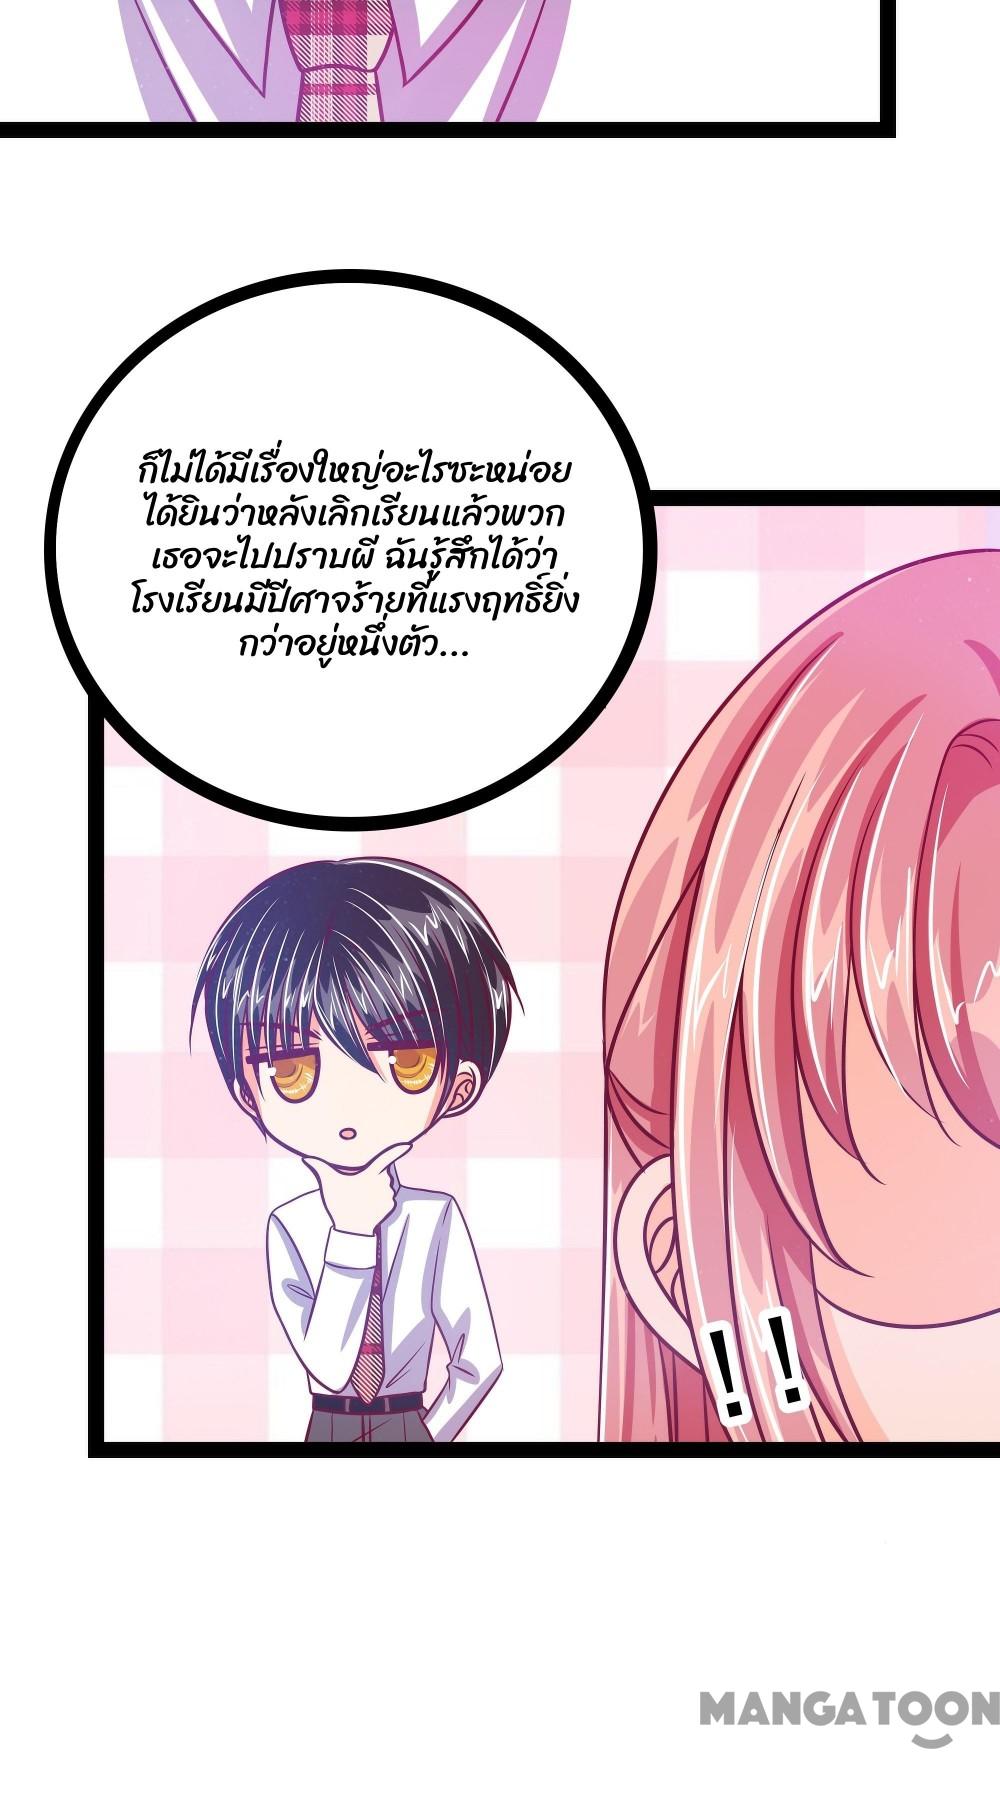 ก็ไม่ได้มีเรื่องใหญ่อะไรซะหน่อย
ได้ยินว่าหลังเลิกเรียนแล้วพวก
เธอจะไปปราบผี ฉันรู้สึกได้ว่า
โรงเรียนมีปีศาจร้ายที่แรงฤทธิ์ยิ่ง
กว่าอยู่หนึ่งตัว...
! !
MANGATOON